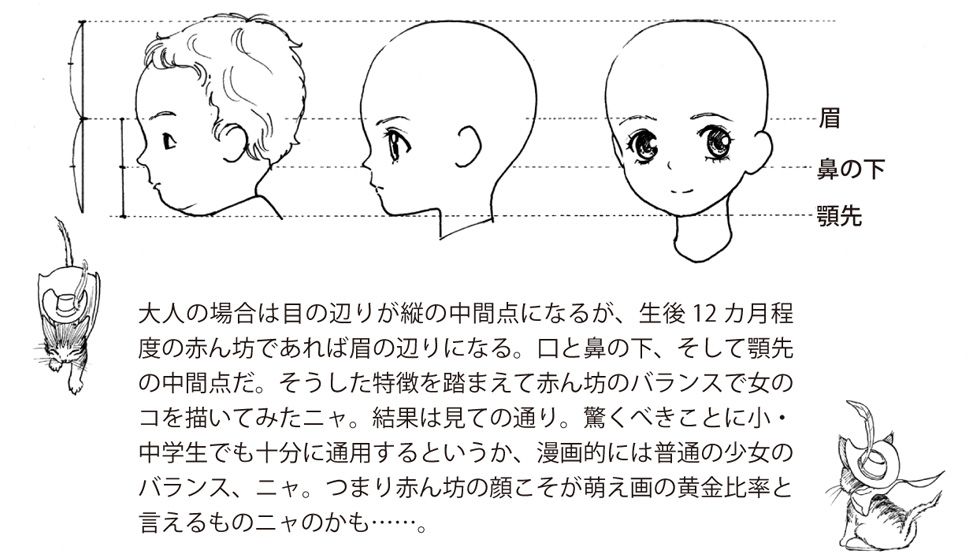 眉
鼻の下
顎先
大人の場合は目の辺りが縦の中間点になるが、生後 12 カ月程
度の赤ん坊であれば眉の辺りになる。口と鼻の下、そして顎先
の中間点だ。そうした特徴を踏まえて赤ん坊のバランスで女の
コを描いてみたニャ。結果は見ての通り。驚くべきことに小・
中学生でも十分に通用するというか、漫画的には普通の少女の
バランス、ニャ。つまり赤ん坊の顔こそが萌え画の黄金比率と
言えるものニャのかも……。